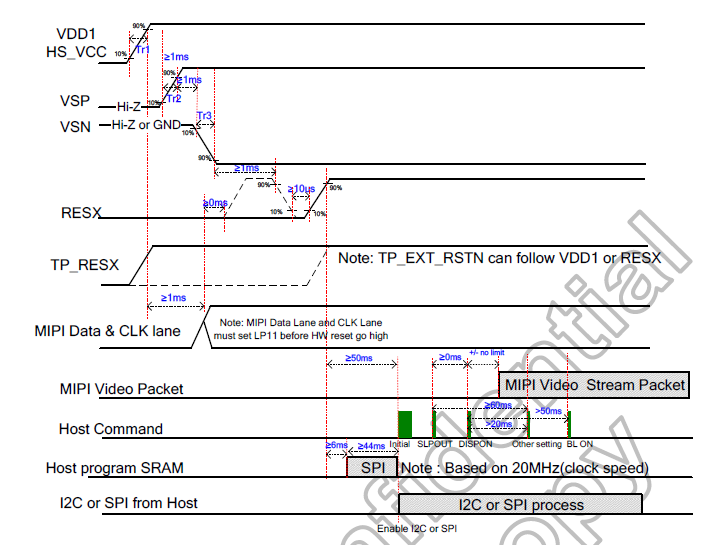 90%
VDD1
HS_VCC
10%
Tr1
≥1ms
90%
≥1ms
VSP
Hi-Z
10%
Tr2
VSN
Hi-Z or GND
Tr3
10%
90%
≥1ms
90%
≥10us
90%
≥0ms
RESX
10%
10%
TP_RESX
Note: TP_EXT_RSTN can follow VDD1 or RESX
≥1ms
MIPI Data & CLK lane
Note: MIPI Data Lane and CLK Lane
must set LP11 before HW reset go high
≥50ms
≥0ms
+/- no limit
MIPI Video Packet
MIPI Video Stream Packet
≥60ms
>50ms
Host Command
>20ms
Initial
SLPOUT
DISPON
Other setting
BL ON
≥6ms
≥44ms
Host program SRAM
SPI
Note : Based on 20MHz(clock speed)
I2C or SPI from Host
I2C or SPI process
Enable I2C or SPI